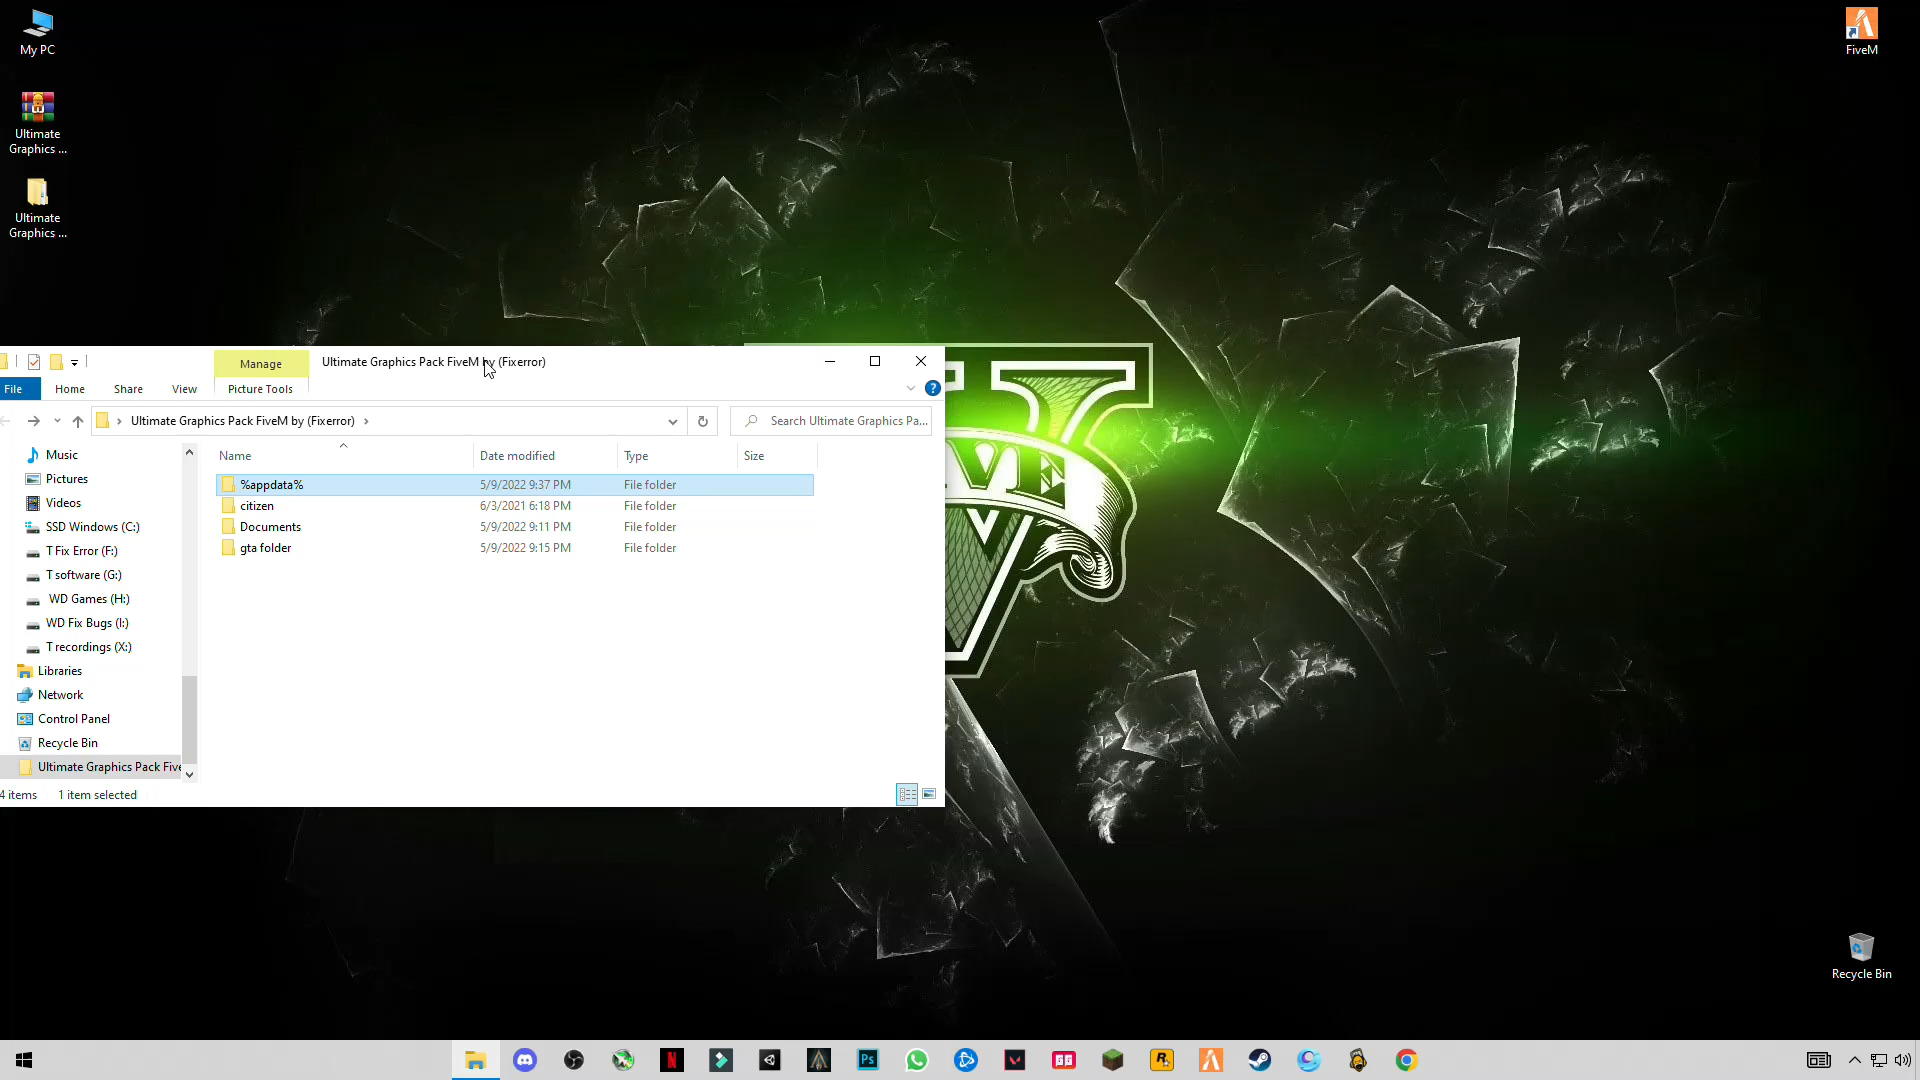 My PC
FiveM
Ultimate
Graphics ...
Ultimate
Graphics ...
Manage
Ultimate Graphics Pack FiveM by (Fixerror)
File
Home
Share
View
Picture Tools
Ultimate Graphics Pack FiveM by (Fixerror)
Search Ultimate Graphics Pa...
Name
Date modified
Type
Size
Music
Pictures
Videos
SSD Windows (C:)
T Fix Error (F:)
T software (G:)
WD Games (H:)
WD Fix Bugs (I:)
T recordings (X:)
Libraries
Network
Control Panel
Recycle Bin
Ultimate Graphics Pack Five
%appdata% 5/9/2022 9:37 PM File folder
citizen 6/3/2021 6:18 PM File folder
Documents 5/9/2022 9:11 PM File folder
gta folder 5/9/2022 9:15 PM File folder
4 items 1 item selected
V
IVE
Recycle Bin
Ps
R